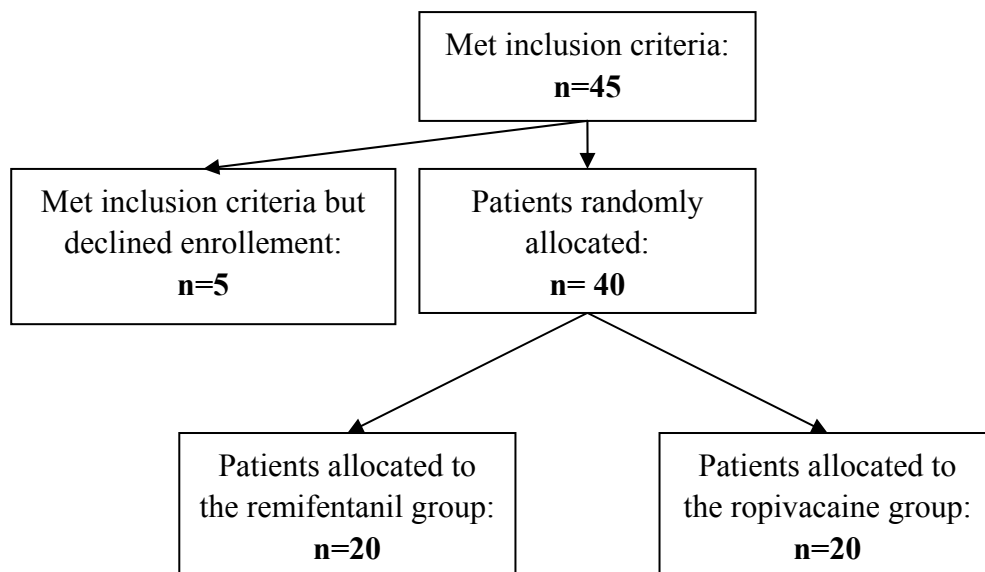 Met inclusion criteria:
n=45
Met inclusion criteria but
declined enrollement:
n=5
Patients randomly
allocated:
n= 40
Patients allocated to
the remifentanil group:
n=20
Patients allocated to
the ropivacaine group:
n=20